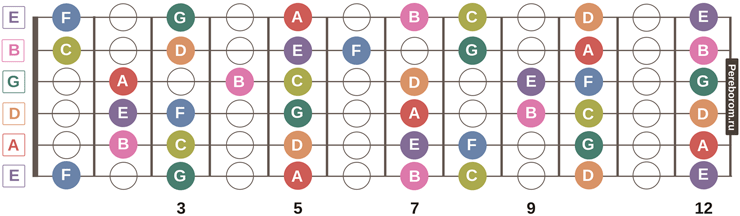 E F G A B C D E
B C D E F G A B
G A B C D E F G
D E F G A B C D
A B C D E F G A
E F G A B C D E
3 5 7 9 12
Pereborom.ru